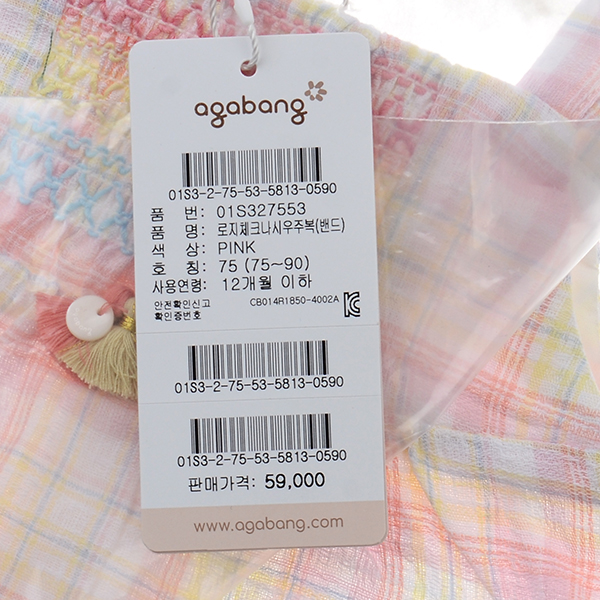 agabang
01S3-2-75-53-5813-0590
품 번: 01S327553
품 명: 로지체크나시우주복(밴드)
색 상: PINK
호 칭: 75 (75~90)
사용연령: 12개월 이하
안전확인신고
확인증번호 CB014R1850-4002A
01S3-2-75-53-5813-0590
01S3-2-75-53-5813-0590
판매가격: 59,000
www.agabang.com